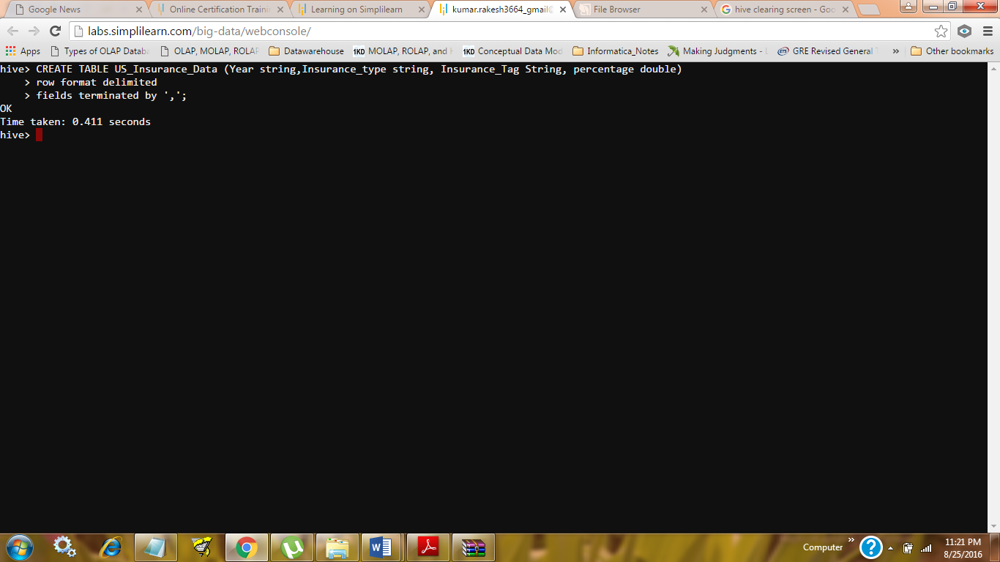 Google News
Online Certification Traini
Learning on Simplilearn
kumar.rakesh3664_gmail@
File Browser
hive clearing screen - Goo
labs.simplilearn.com/big-data/webconsole/
Apps
Types of OLAP Databa
OLAP, MOLAP, ROLAP
Datawarehouse
1KD MOLAP, ROLAP, and H
1KD Conceptual Data Mod
Informatica_Notes
Making Judgments - L
ETS GRE Revised General T
»
Other bookmarks
hive> CREATE TABLE US_Insurance_Data (Year string,Insurance_type string, Insurance_Tag String, percentage double)
> row format delimited
> fields terminated by ',';
OK
Time taken: 0.411 seconds
hive>
Computer
»
11:21 PM
8/25/2016